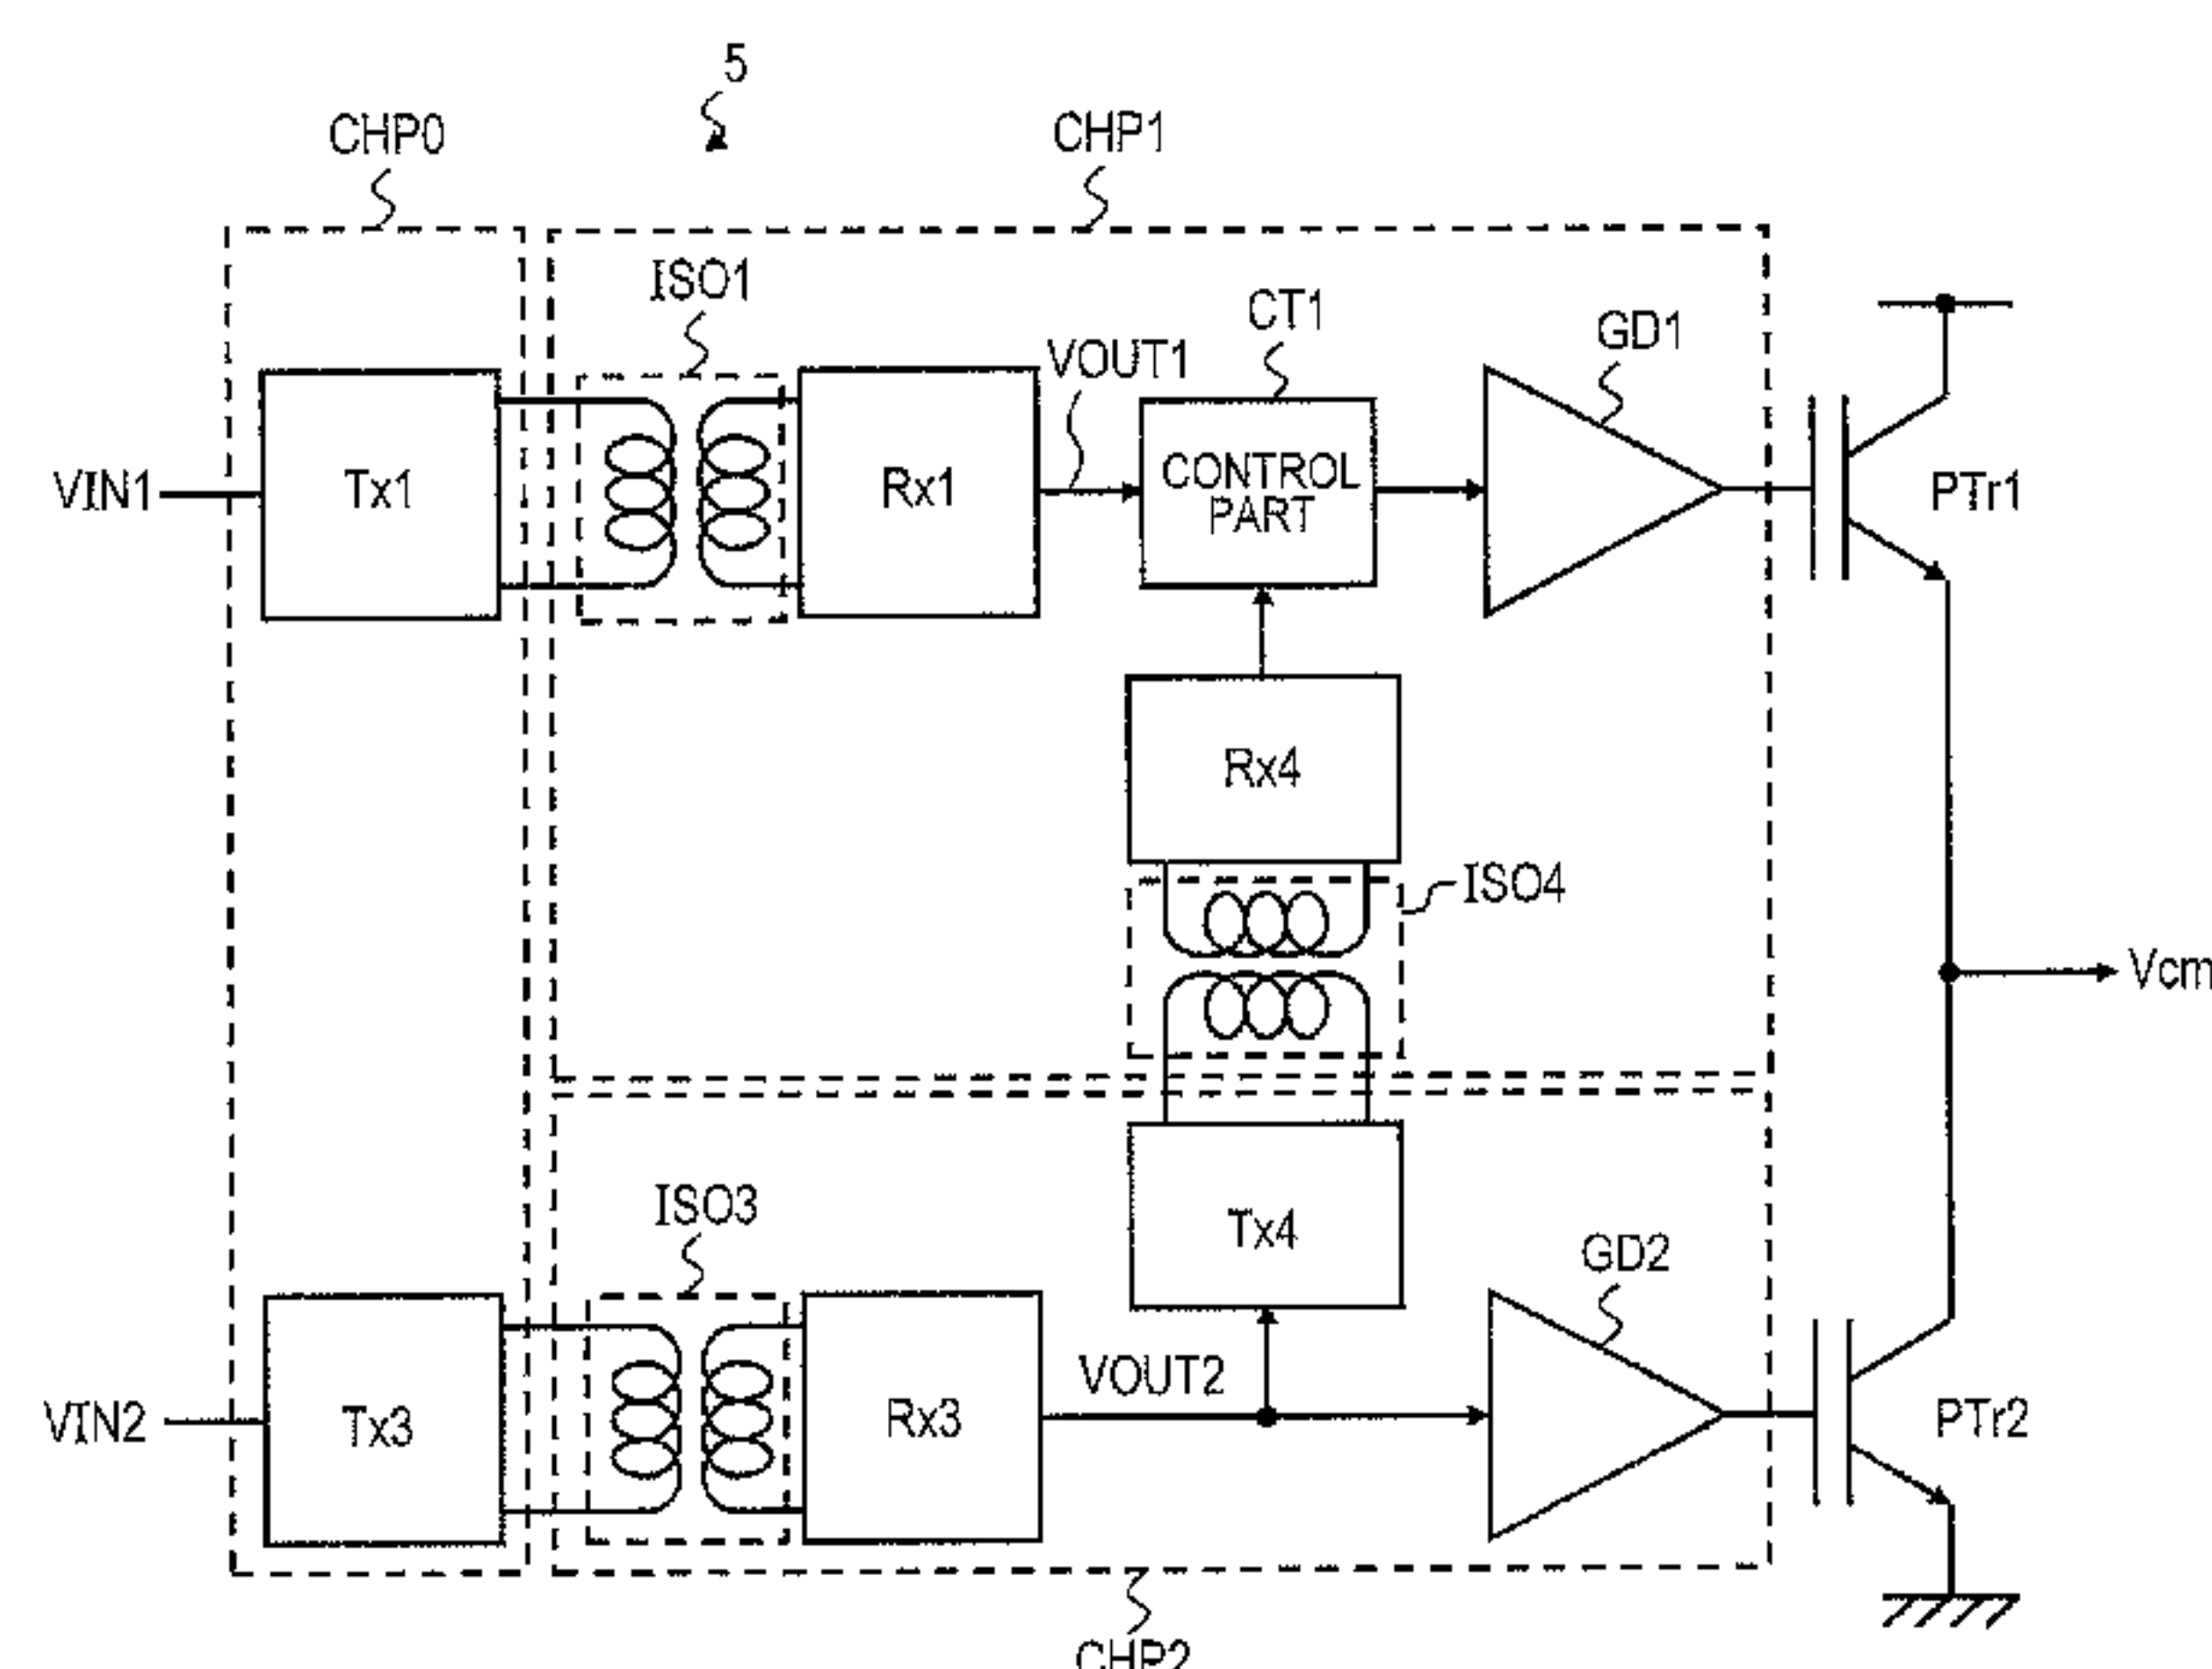 5
CHP0
CHP1
ISO1
CT1
GD1
VOUT1
VIN1
Tx1
Rx1
CONTROL
PART
PTr1
Rx4
ISO4
Vcm
Tx4
ISO3
GD2
VOUT2
VIN2
Tx3
Rx3
PTr2
CHP2